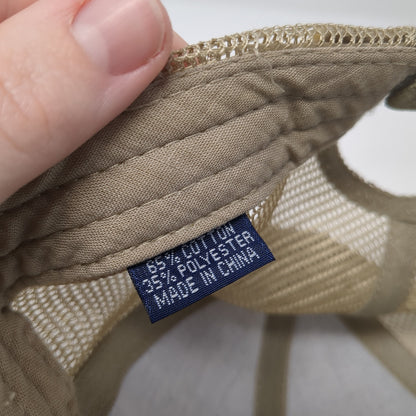 65% COTTON
35% POLYESTER
MADE IN CHINA